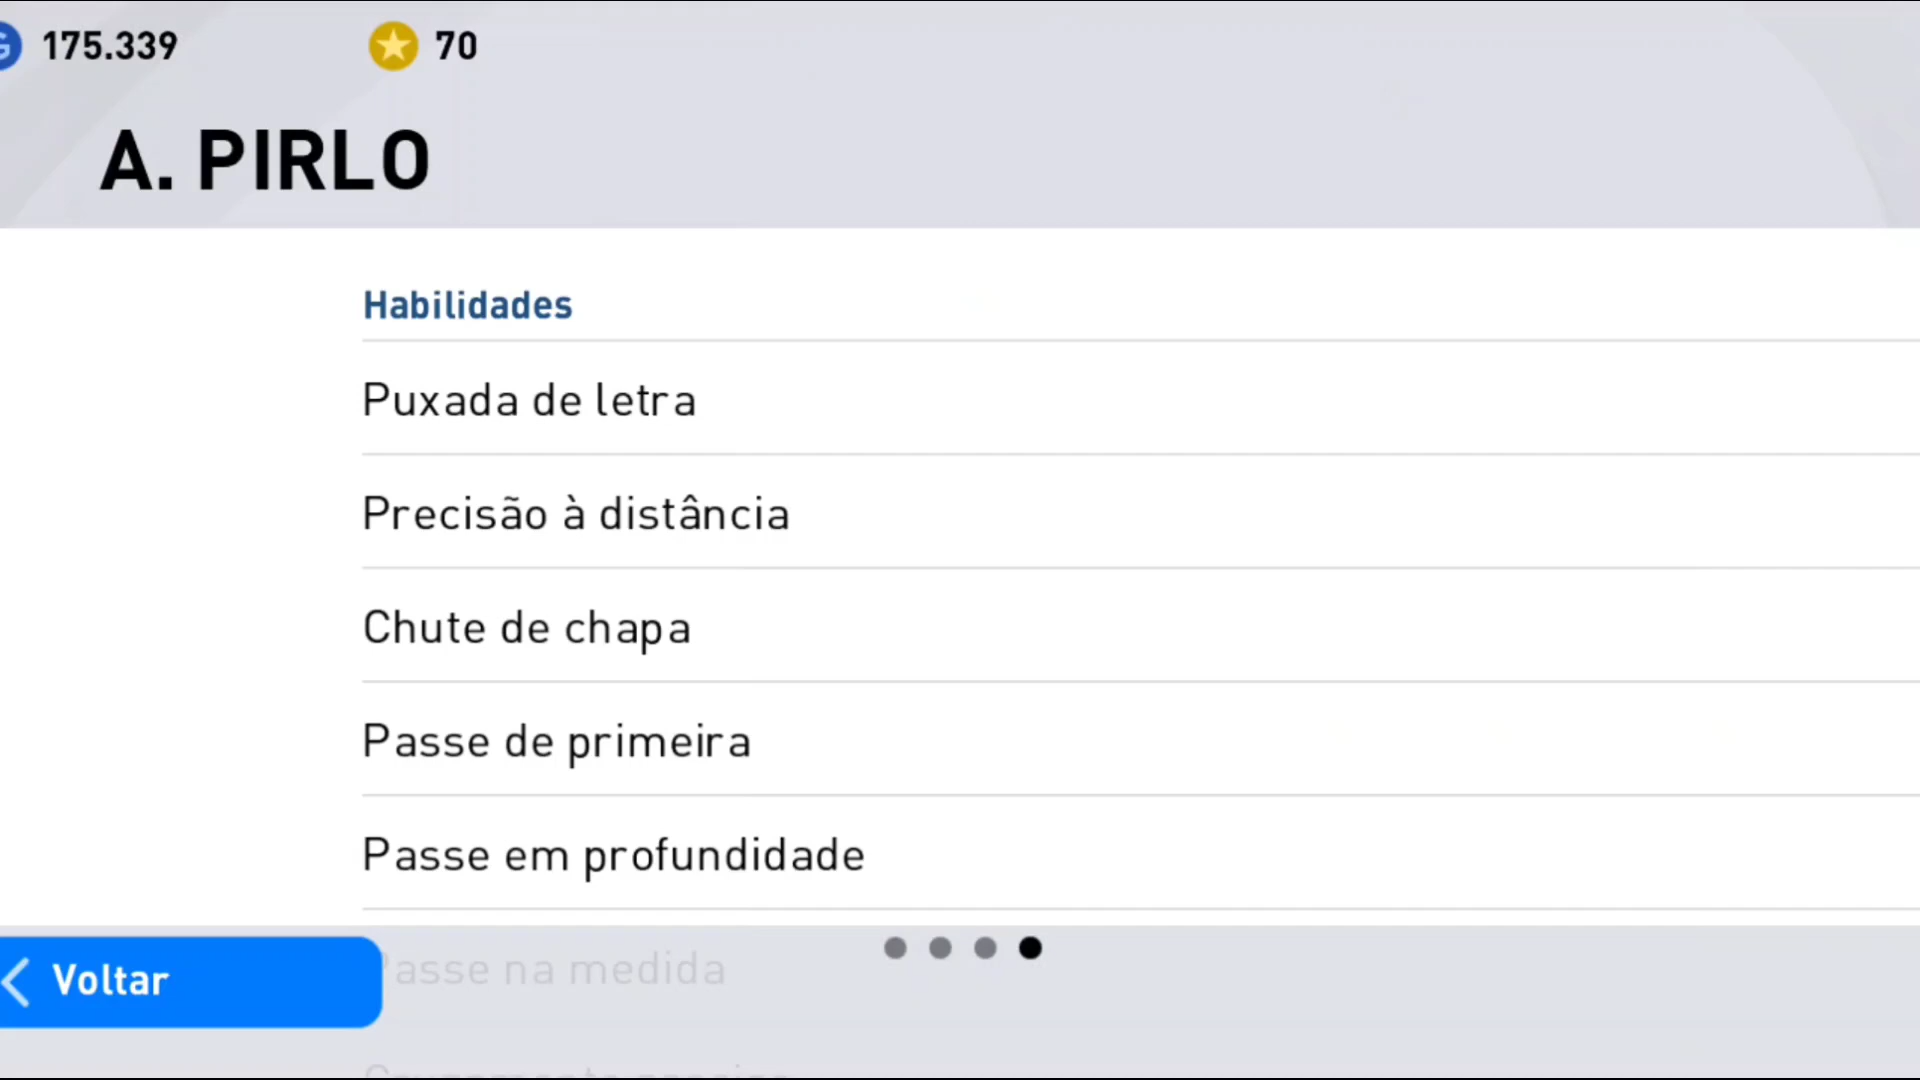 175.339
70
A. PIRLO
Habilidades
Puxada de letra
Precisão à distância
Chute de chapa
Passe de primeira
Passe em profundidade
Passe na medida
Voltar